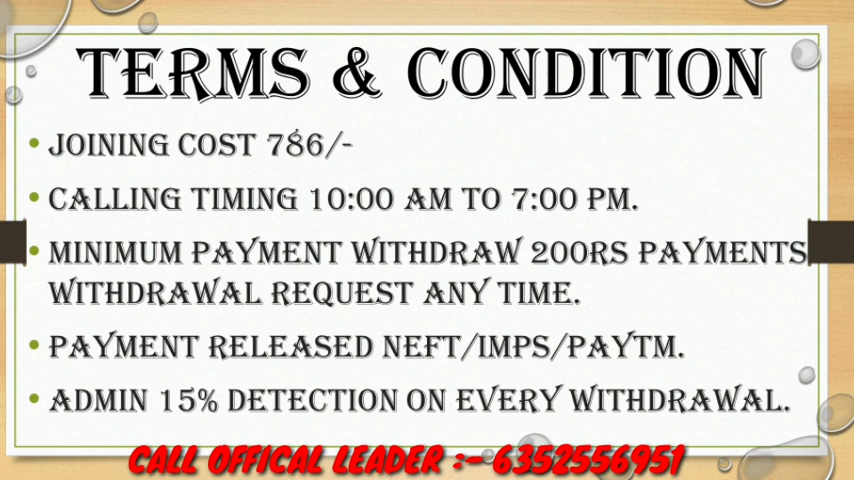 TERMS & CONDITION
• JOINING COST 786/-
• CALLING TIMING 10:00 AM TO 7:00 PM.
• MINIMUM PAYMENT WITHDRAW 200RS PAYMENTS
WITHDRAWAL REQUEST ANY TIME.
• PAYMENT RELEASED NEFT/IMPS/PAYTM.
• ADMIN 15% DETECTION ON EVERY WITHDRAWAL.
CALL OFFICAL LEADER :- 6352556951